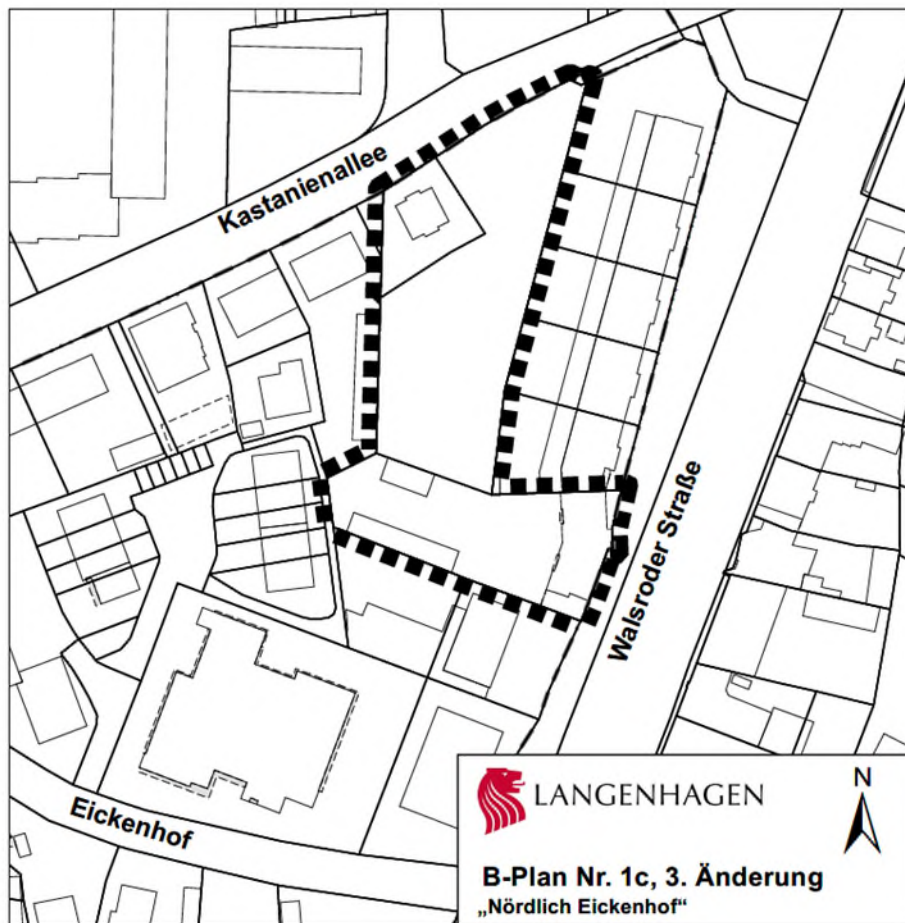 Kastanienallee
Walsroder Straße
Eickenhof
LANGENHAGEN
N
B-Plan Nr. 1c, 3. Änderung
„Nördlich Eickenhof“